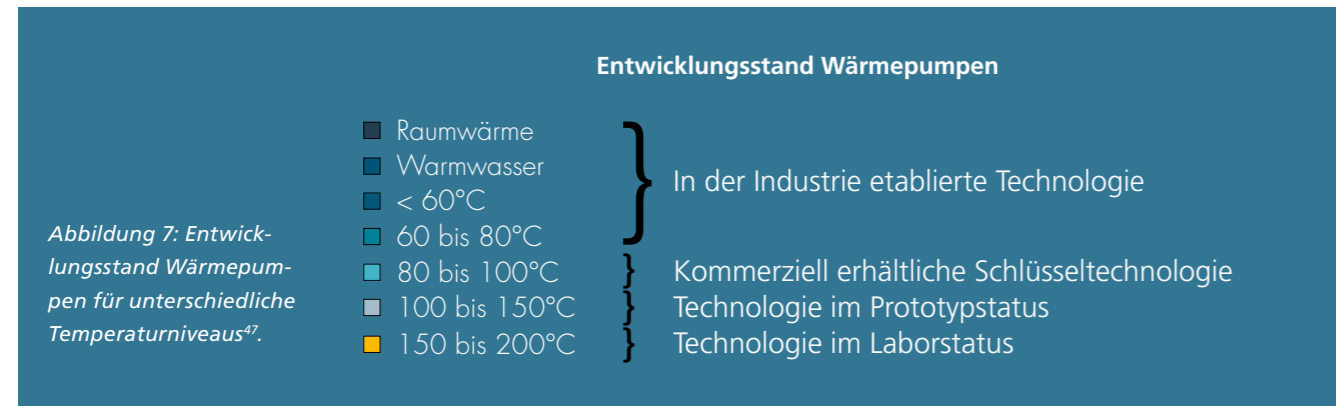 Entwicklungsstand Wärmepumpen
Raumwärme
Warmwasser
< 60°C
60 bis 80°C
80 bis 100°C
100 bis 150°C
150 bis 200°C
} In der Industrie etablierte Technologie
} Kommerziell erhältliche Schlüsseltechnologie
} Technologie im Prototypstatus
} Technologie im Laborstatus
Abbildung 7: Entwick-
lungsstand Wärmepum-
pen für unterschiedliche
Temperaturniveaus⁴⁷.